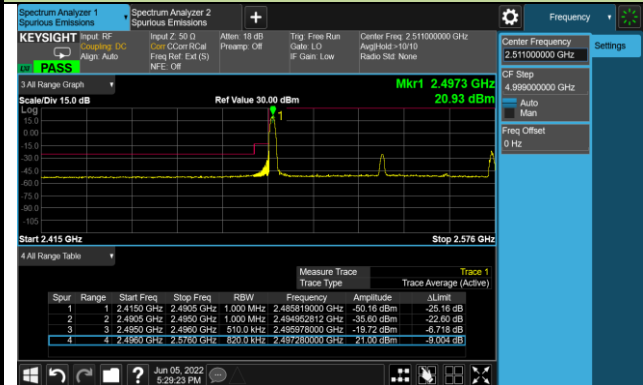 Spectrum Analyzer 1
Spurious Emissions
Spectrum Analyzer 2
Spurious Emissions
+
Frequency
KEYSIGHT
Input: RF
Coupling: DC
Align: Auto
Input Z: 50 Ω
Corr CCorr RCal
Freq Ref: Ext (S)
NFE: Off
Atten: 18 dB
Preamp: Off
Trig: Free Run
Gate: LO
IF Gain: Low
Center Freq: 2.511000000 GHz
Avg|Hold:>10/10
Radio Std: None
PASS
Center Frequency
2.511000000 GHz
Settings
CF Step
4.999000000 GHz
Auto
Man
Freq Offset
0 Hz
3 All Range Graph
Mkr1 2.4973 GHz
Scale/Div 15.0 dB
Ref Value 30.00 dBm
20.93 dBm
Log
15.0
0.00
-15.0
-30.0
-45.0
-60.0
-75.0
-90.0
-105
1
Start 2.415 GHz
Stop 2.576 GHz
4 All Range Table
Measure Trace Trace 1
Trace Type Trace Average (Active)
Spur Range Start Freq Stop Freq RBW Frequency Amplitude ΔLimit
1 1 2.4150 GHz 2.4905 GHz 1.000 MHz 2.485819000 GHz -50.16 dBm -25.16 dB
2 2 2.4905 GHz 2.4950 GHz 1.000 MHz 2.494952812 GHz -35.60 dBm -22.60 dB
3 3 2.4950 GHz 2.4960 GHz 510.0 kHz 2.495978000 GHz -19.72 dBm -6.718 dB
4 4 2.4960 GHz 2.5760 GHz 820.0 kHz 2.497280000 GHz 21.00 dBm -9.004 dB
?
Jun 05, 2022
5:29:23 PM